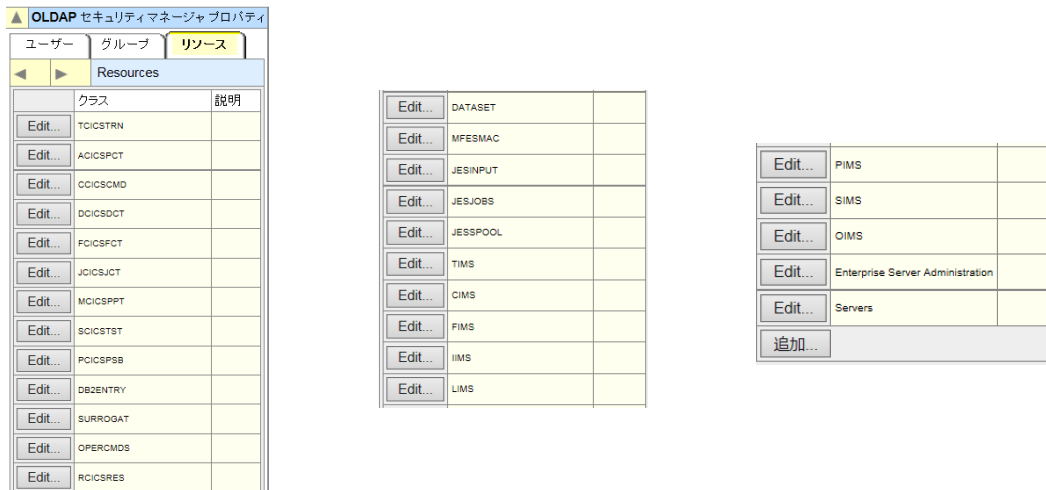 ▲ OLDAP セキュリティマネージャ プロパティ
ユーザー グループ リソース
◀ ▶ Resources
クラス 説明
Edit... TCICSTRN
Edit... ACICSPCT
Edit... CCICSCMD
Edit... DCICSDCT
Edit... FCICSFCT
Edit... JCICSJCT
Edit... MCICSPPT
Edit... SCICSTST
Edit... PCICSPSB
Edit... DB2ENTRY
Edit... SURROGAT
Edit... OPERCMDS
Edit... RCICSRES
Edit... DATASET
Edit... MFESMAC
Edit... JESINPUT
Edit... JESJOBS
Edit... JESSPOOL
Edit... TIMS
Edit... CIMS
Edit... FIMS
Edit... IIMS
Edit... LIMS
Edit... PIMS
Edit... SIMS
Edit... OIMS
Edit... Enterprise Server Administration
Edit... Servers
追加...